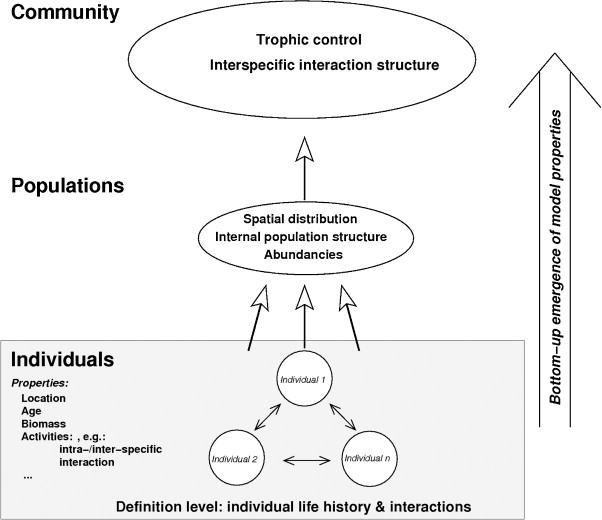 Community
Trophic control
Interspecific interaction structure
Populations
Spatial distribution
Internal population structure
Abundancies
Bottom-up emergence of model properties
Individuals
Properties:
Location
Age
Biomass
Activities: , e.g.:
intra-/inter-specific
interaction
...
Individual 1
Individual 2
Individual n
Definition level: individual life history & interactions